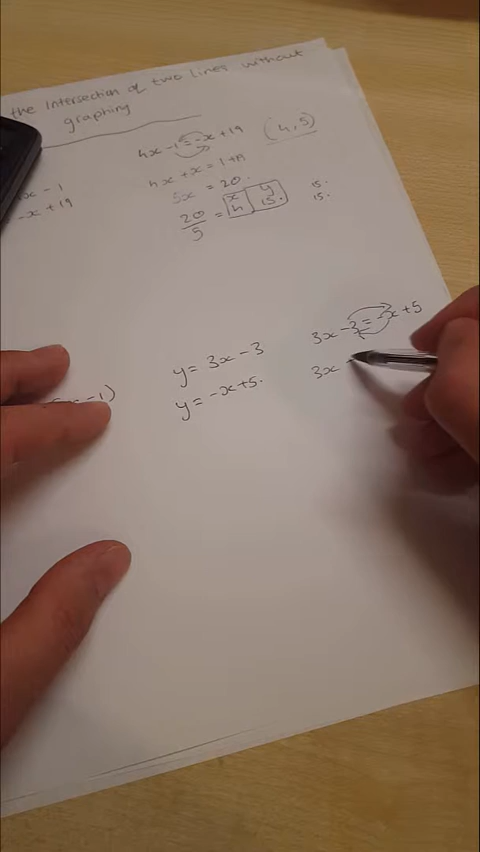 the Intersection of two Lines without
graphing
4x - 1 = -x + 19
(4,5)
4x + x = 1 + 19
5x = 20.
20/5 =
x y
4 15.
15.
15.
x - 1
-x + 19
3x - 3 = -x + 5
3x
y = 3x - 3
y = -x + 5.
x - 1)